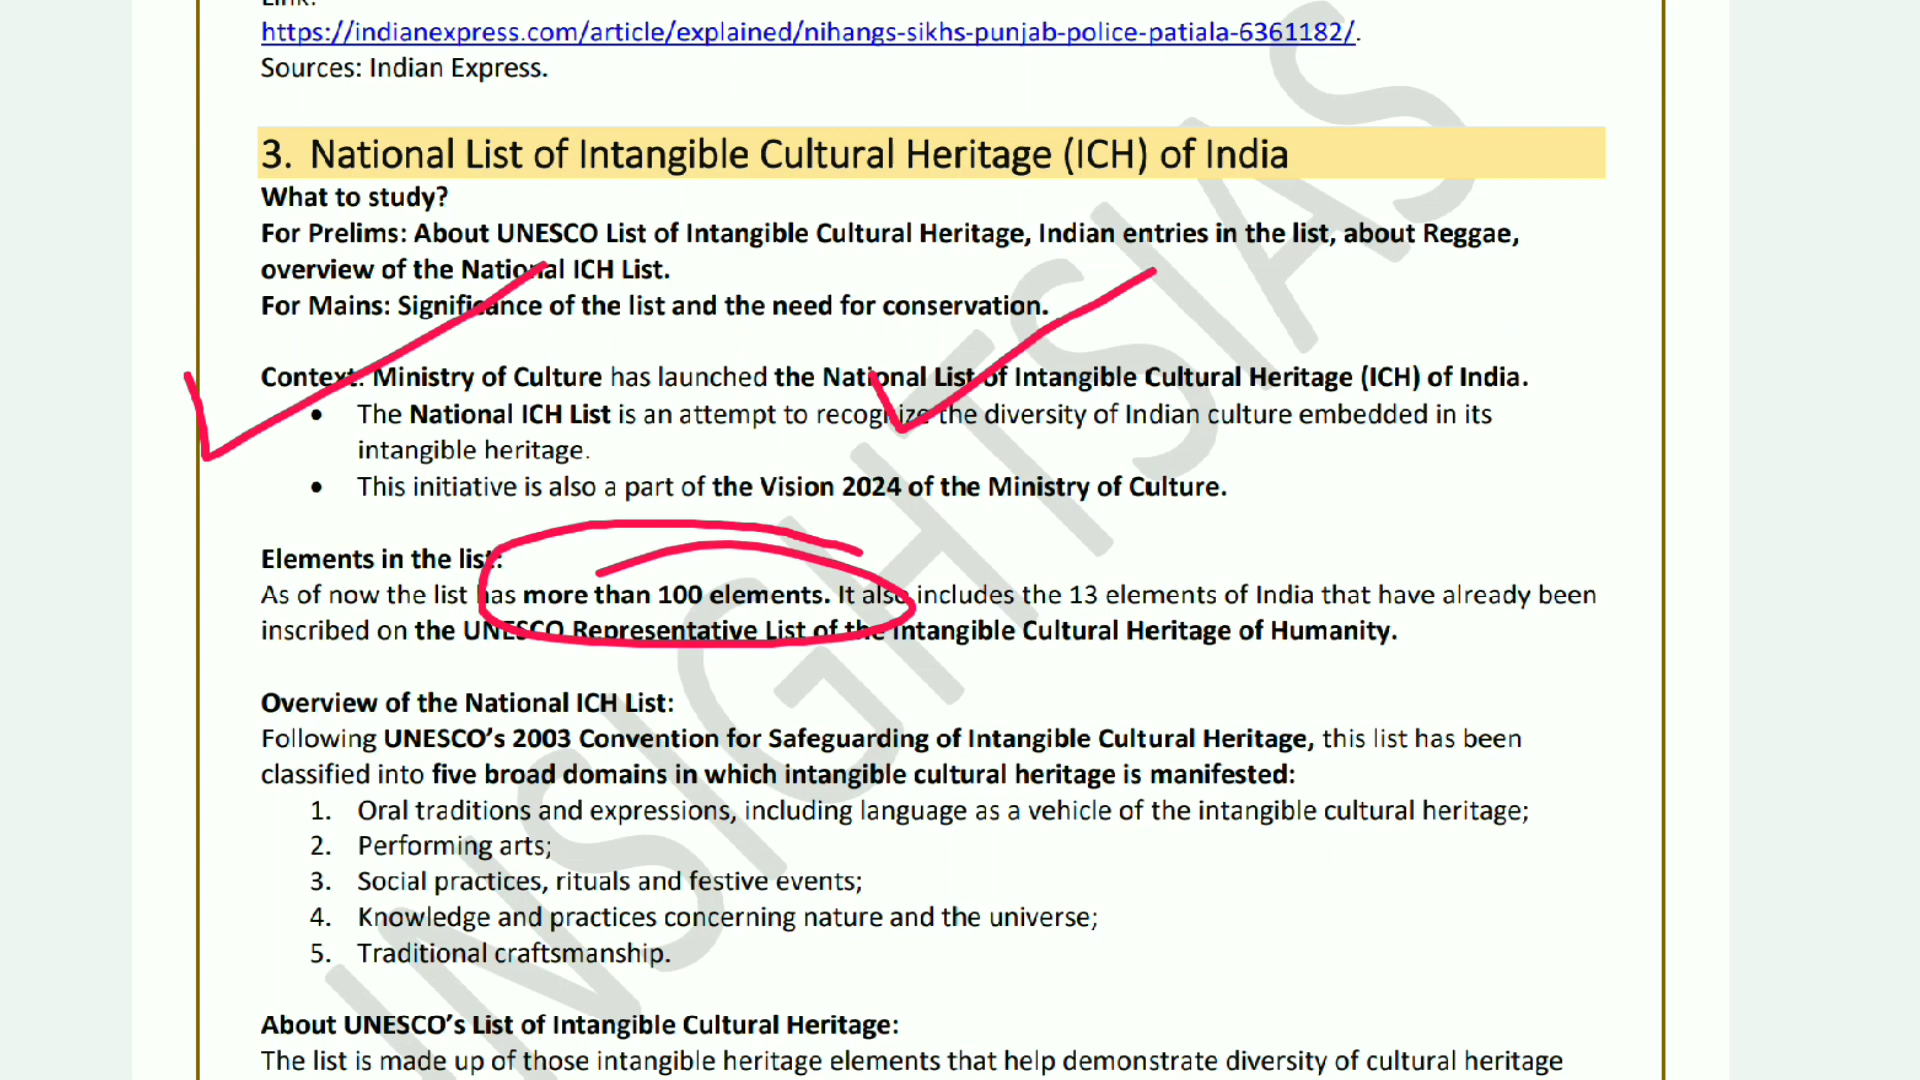 https://indianexpress.com/article/explained/nihangs-sikhs-punjab-police-patiala-6361182/.
Sources: Indian Express.
3. National List of Intangible Cultural Heritage (ICH) of India
What to study?
For Prelims: About UNESCO List of Intangible Cultural Heritage, Indian entries in the list, about Reggae,
overview of the National ICH List.
For Mains: Significance of the list and the need for conservation.
Context: Ministry of Culture has launched the National List of Intangible Cultural Heritage (ICH) of India.
• The National ICH List is an attempt to recognize the diversity of Indian culture embedded in its
intangible heritage.
• This initiative is also a part of the Vision 2024 of the Ministry of Culture.
Elements in the list:
As of now the list has more than 100 elements. It also includes the 13 elements of India that have already been
inscribed on the UNESCO Representative List of the Intangible Cultural Heritage of Humanity.
Overview of the National ICH List:
Following UNESCO’s 2003 Convention for Safeguarding of Intangible Cultural Heritage, this list has been
classified into five broad domains in which intangible cultural heritage is manifested:
1. Oral traditions and expressions, including language as a vehicle of the intangible cultural heritage;
2. Performing arts;
3. Social practices, rituals and festive events;
4. Knowledge and practices concerning nature and the universe;
5. Traditional craftsmanship.
About UNESCO’s List of Intangible Cultural Heritage:
The list is made up of those intangible heritage elements that help demonstrate diversity of cultural heritage
INSIGHTSIAS